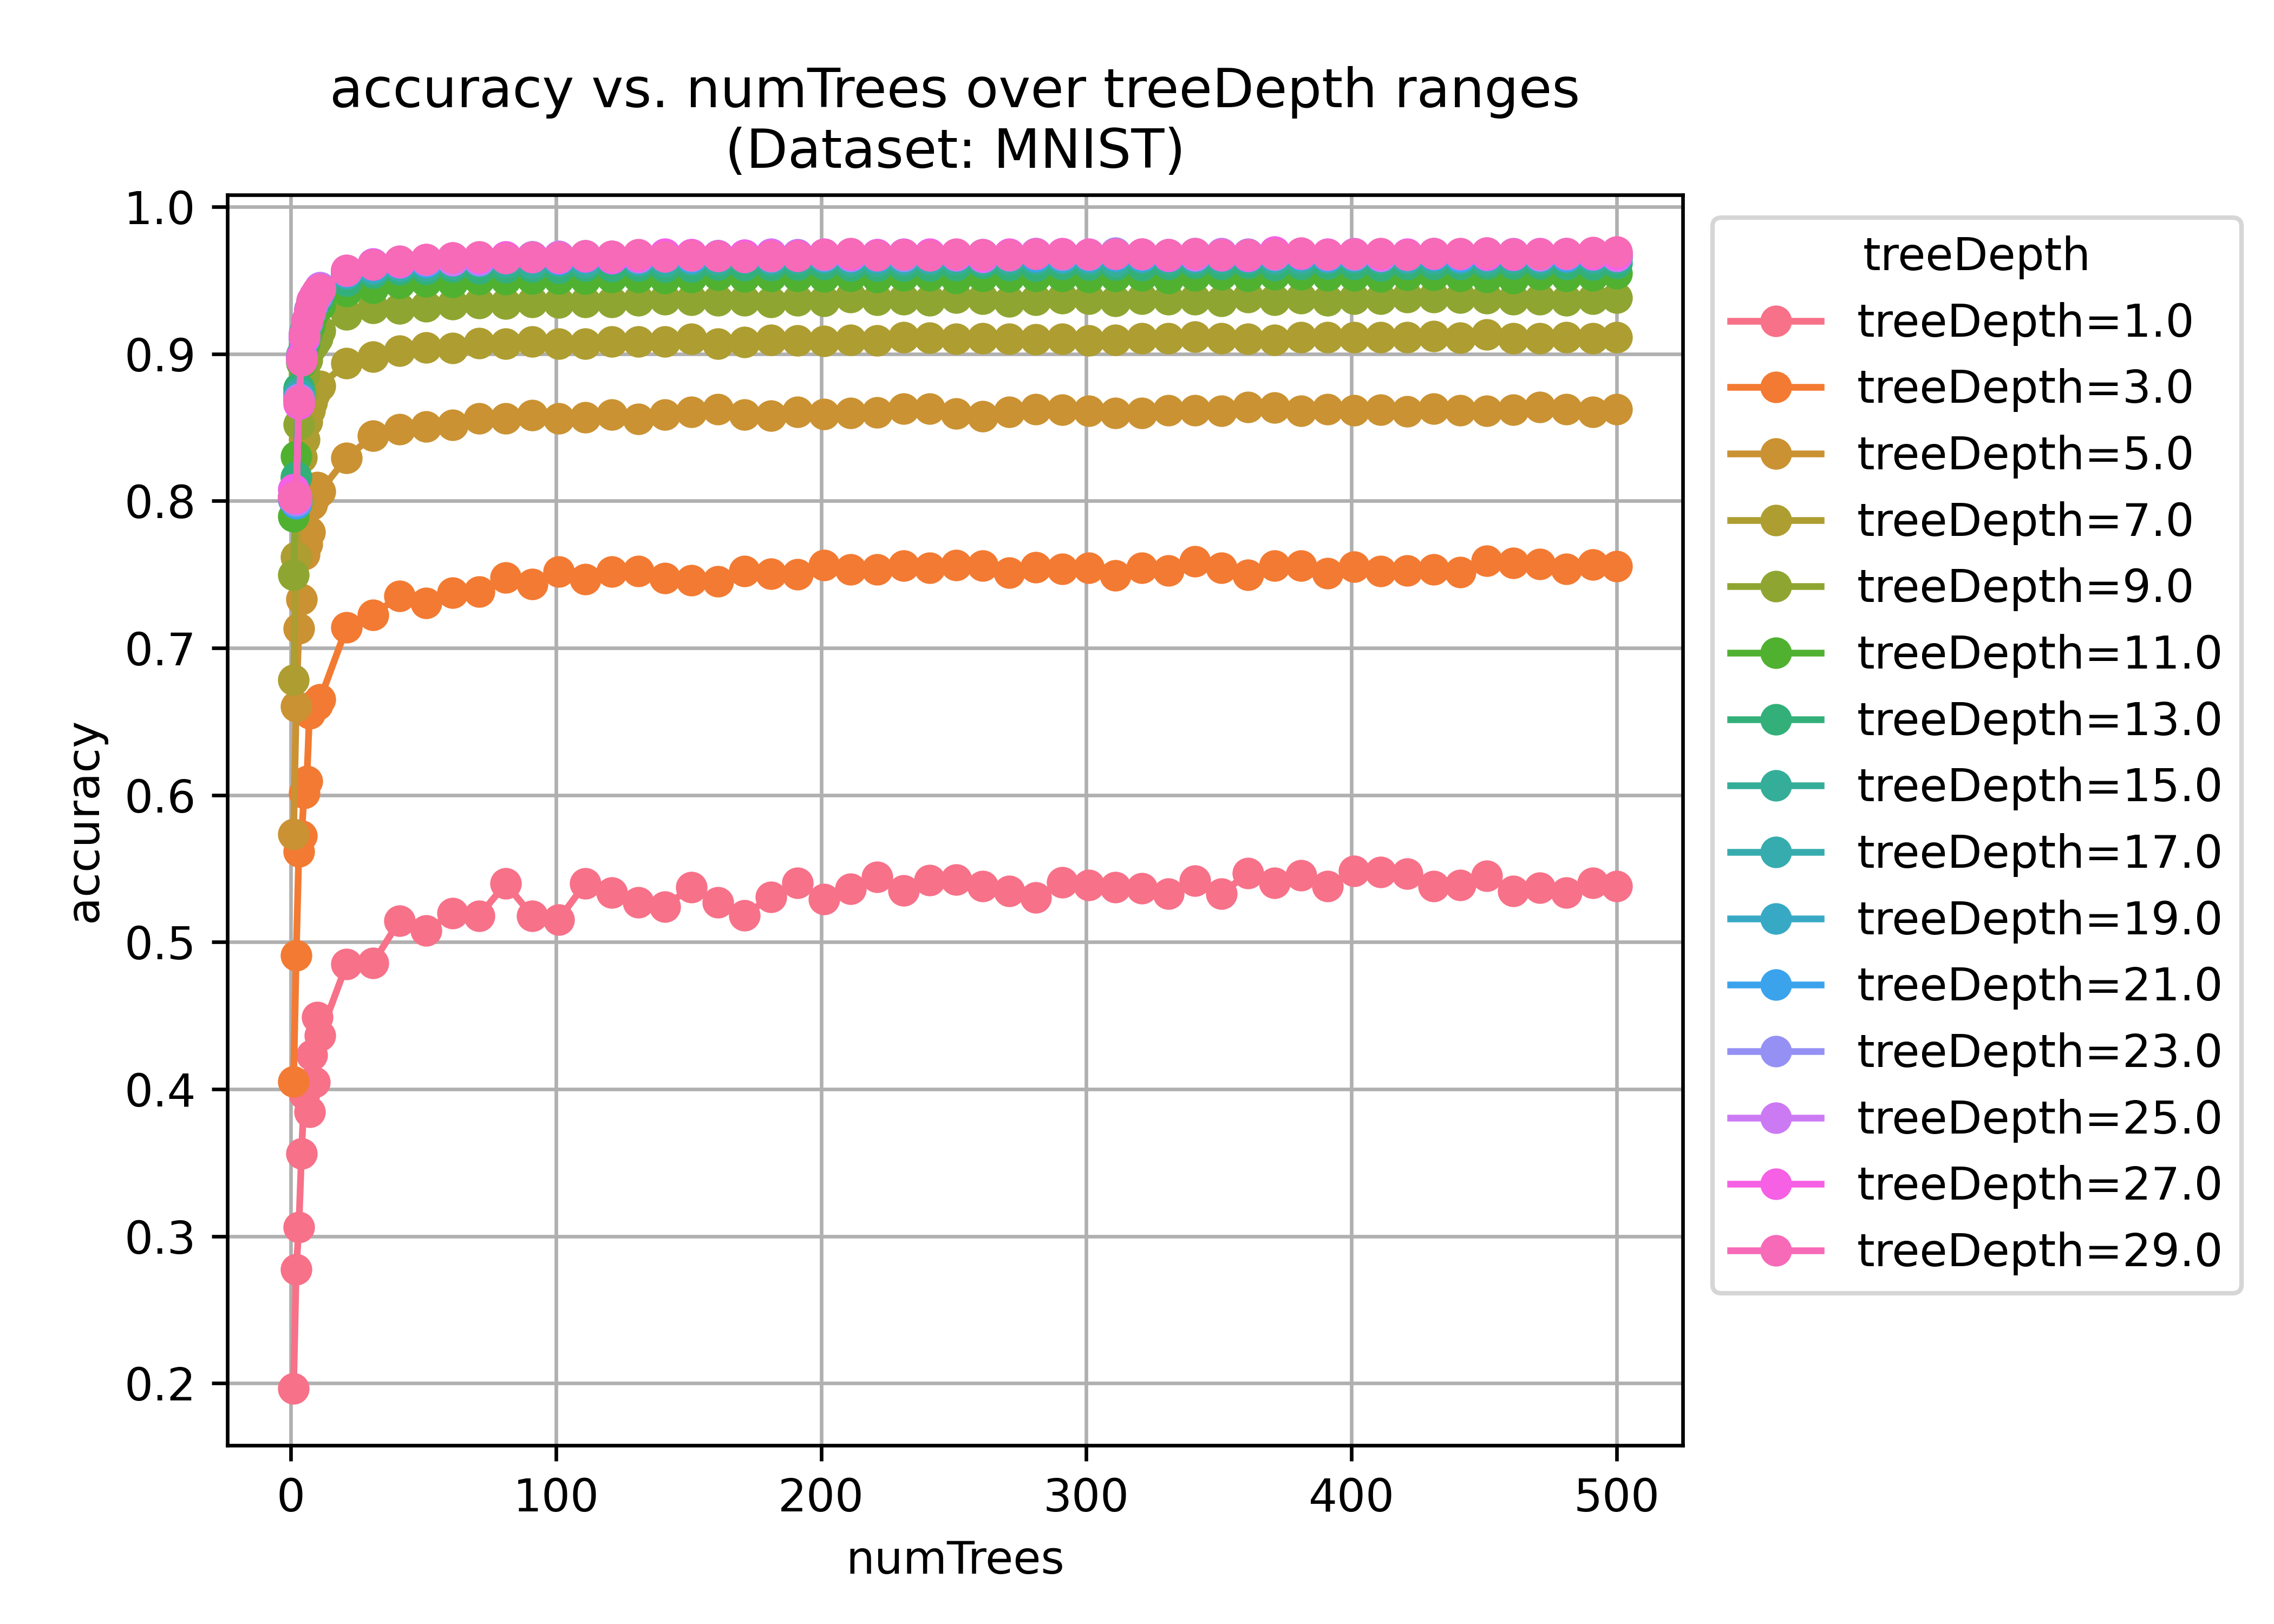 accuracy vs. numTrees over treeDepth ranges
(Dataset: MNIST)
1.0
0.9
0.8
0.7
0.6
0.5
0.4
0.3
0.2
accuracy
0 100 200 300 400 500
numTrees
treeDepth
treeDepth=1.0
treeDepth=3.0
treeDepth=5.0
treeDepth=7.0
treeDepth=9.0
treeDepth=11.0
treeDepth=13.0
treeDepth=15.0
treeDepth=17.0
treeDepth=19.0
treeDepth=21.0
treeDepth=23.0
treeDepth=25.0
treeDepth=27.0
treeDepth=29.0